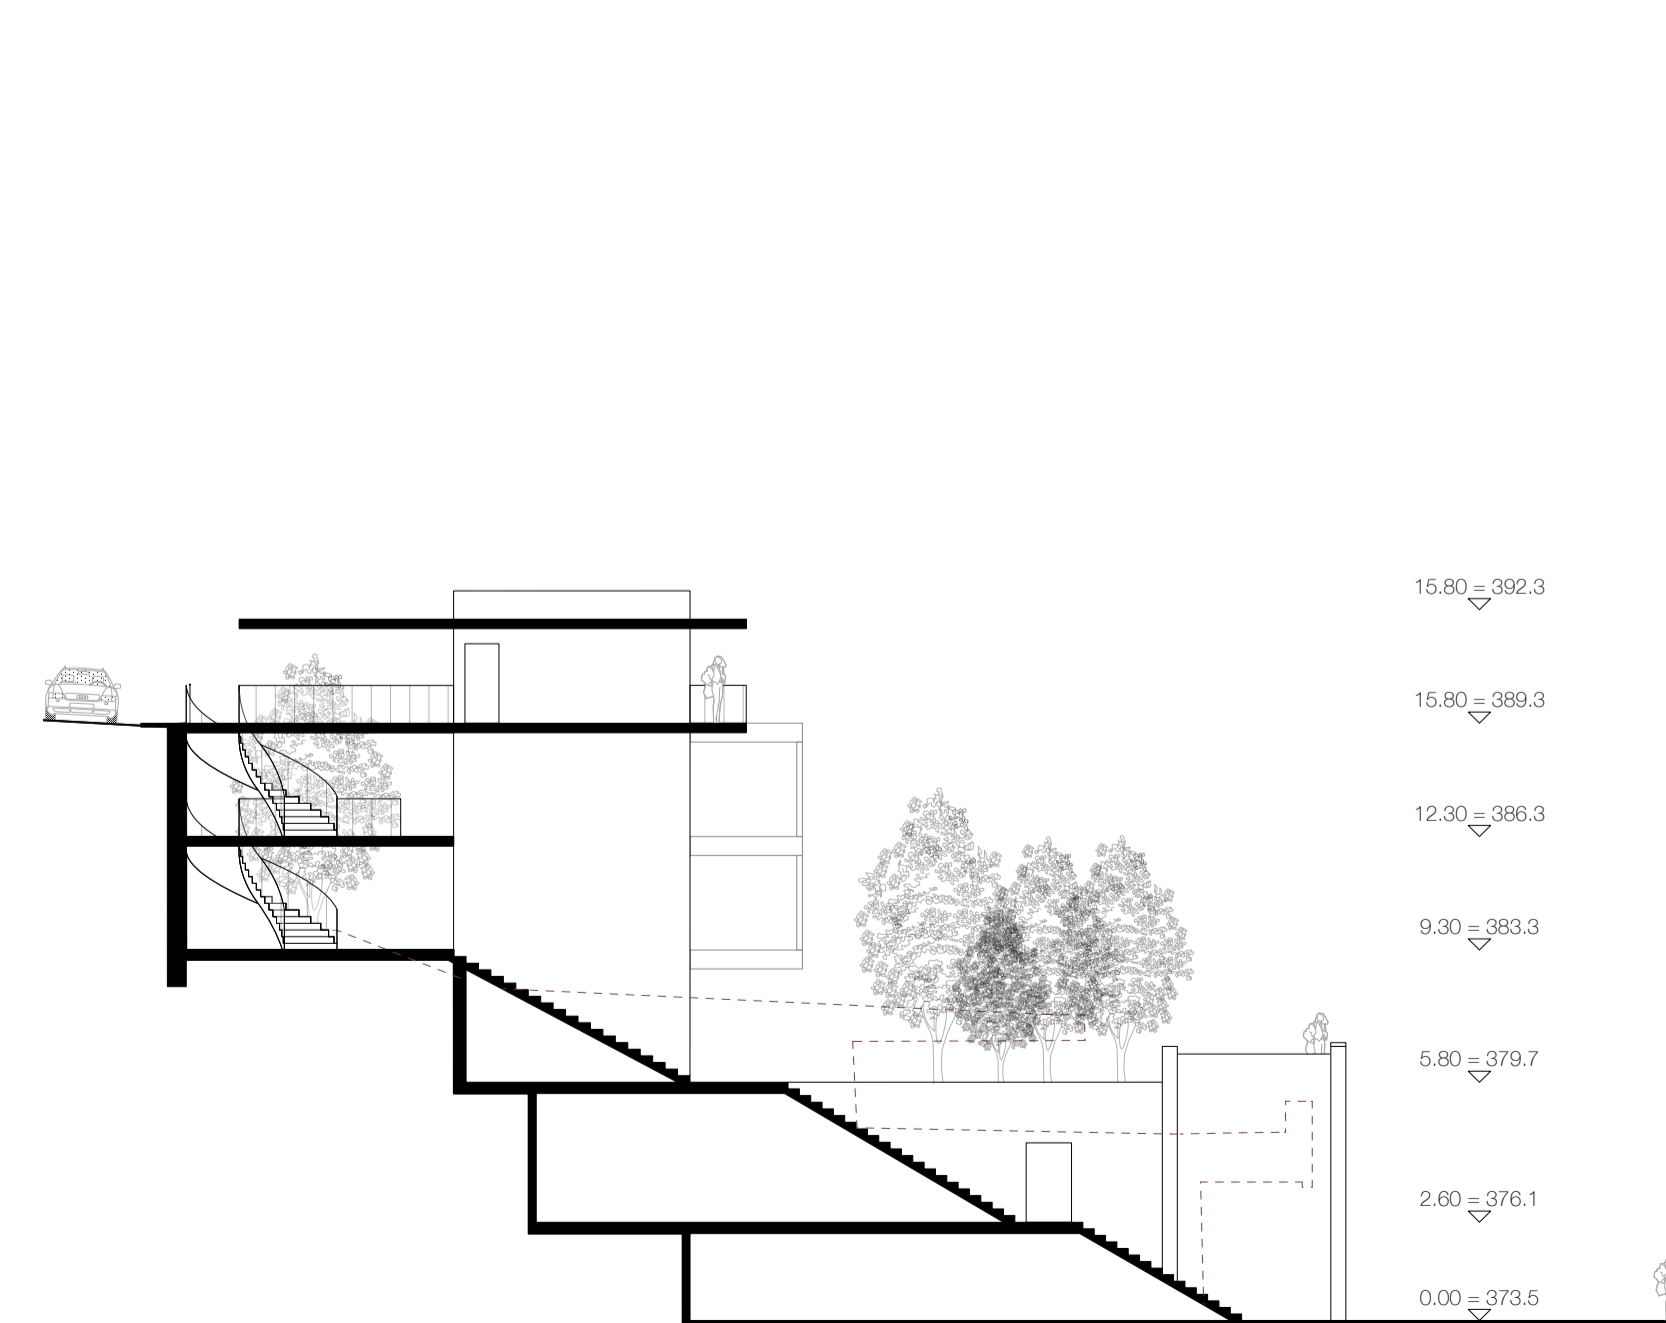 15.80 = 392.3
15.80 = 389.3
12.30 = 386.3
9.30 = 383.3
5.80 = 379.7
2.60 = 376.1
0.00 = 373.5